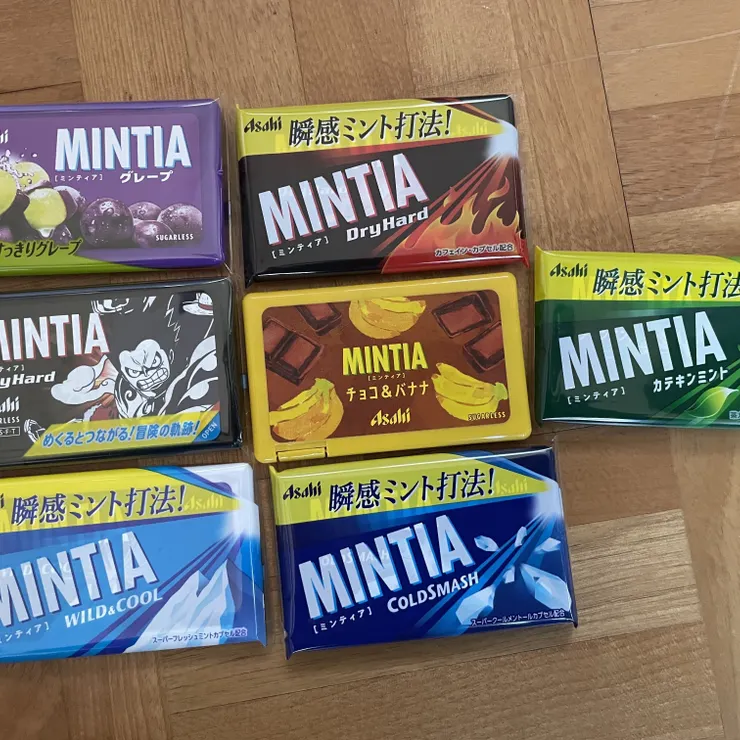 MINTIA
[ミンティア]
グレープ
SUGARLESS
すっきりグレープ
Asahi
瞬感ミント打法!
MINTIA
[ミンティア]
DryHard
カフェイン・カプセル配合
MINTIA
DryHard
SUGARLESS
めくるとつながる!冒険の軌跡!
OPEN
MINTIA
[ミンティア]
チョコ&バナナ
Asahi
SUGARLESS
Asahi
瞬感ミント打法!
MINTIA
[ミンティア]
カテキンミント
瞬感ミント打法!
Asahi
MINTIA
WILD&COOL
スーパーフレッシュミントカプセル配合
Asahi
瞬感ミント打法!
MINTIA
[ミンティア]
COLDSMASH
スーパークールメントールカプセル配合